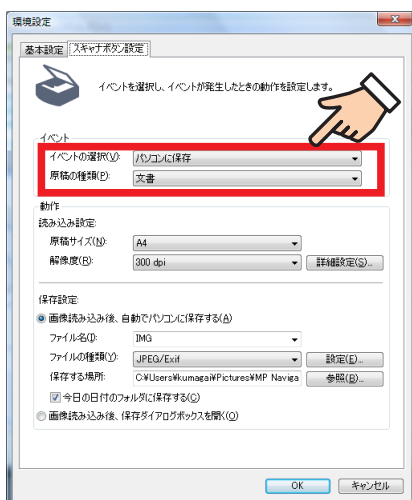 環境設定
基本設定 スキャナボタン設定
イベントを選択し、イベントが発生したときの動作を設定します。
イベント
イベントの選択(V): パソコンに保存
原稿の種類(P): 文書
動作
読み込み設定:
原稿サイズ(N): A4
解像度(R): 300 dpi 詳細設定(S)...
保存設定:
画像読み込み後、自動でパソコンに保存する(A)
ファイル名(I): IMG
ファイルの種類(Y): JPEG/Exif 設定(E)...
保存する場所: C:¥Users¥kumagai¥Pictures¥MP Naviga 参照(B)...
今日の日付のフォルダに保存する(C)
画像読み込み後、保存ダイアログボックスを開く(O)
OK キャンセル